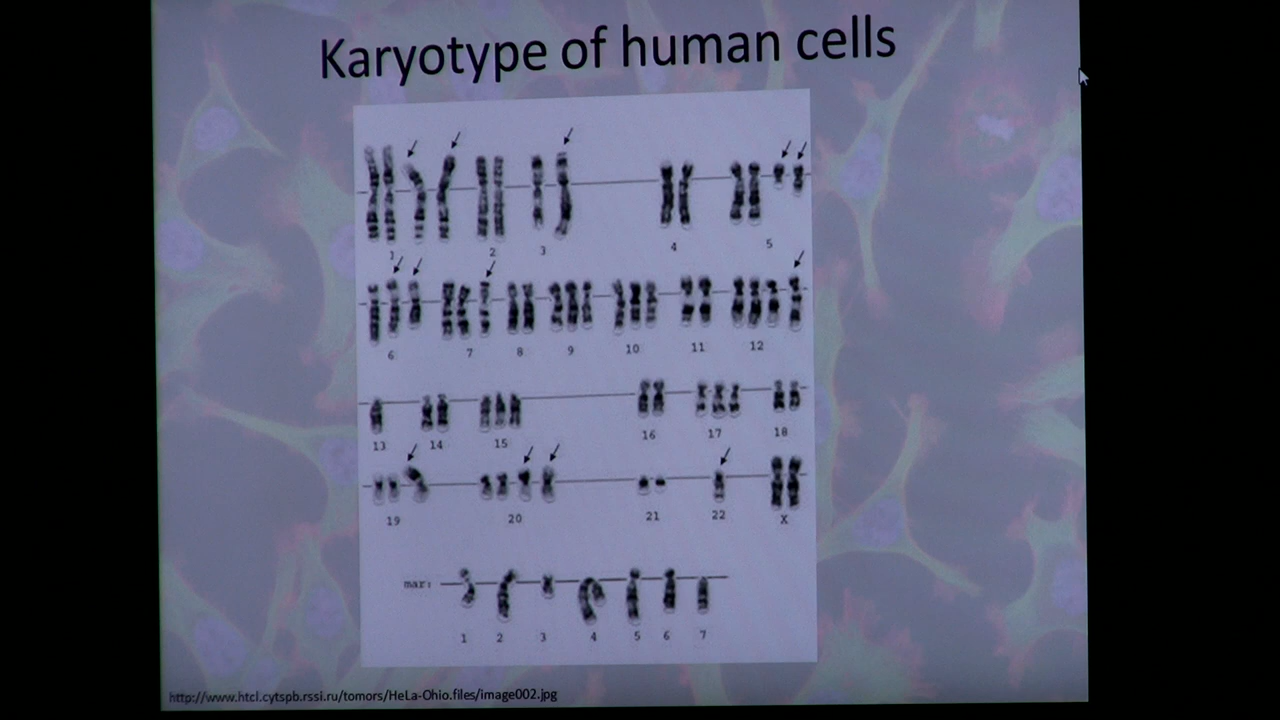 Karyotype of human cells
1 2 3 4 5
6 7 8 9 10 11 12
13 14 15 16 17 18
19 20 21 22 X
mar:
1 2 3 4 5 6 7
http://www.htcl.cytspb.rssi.ru/tomors/HeLa-Ohio.files/image002.jpg